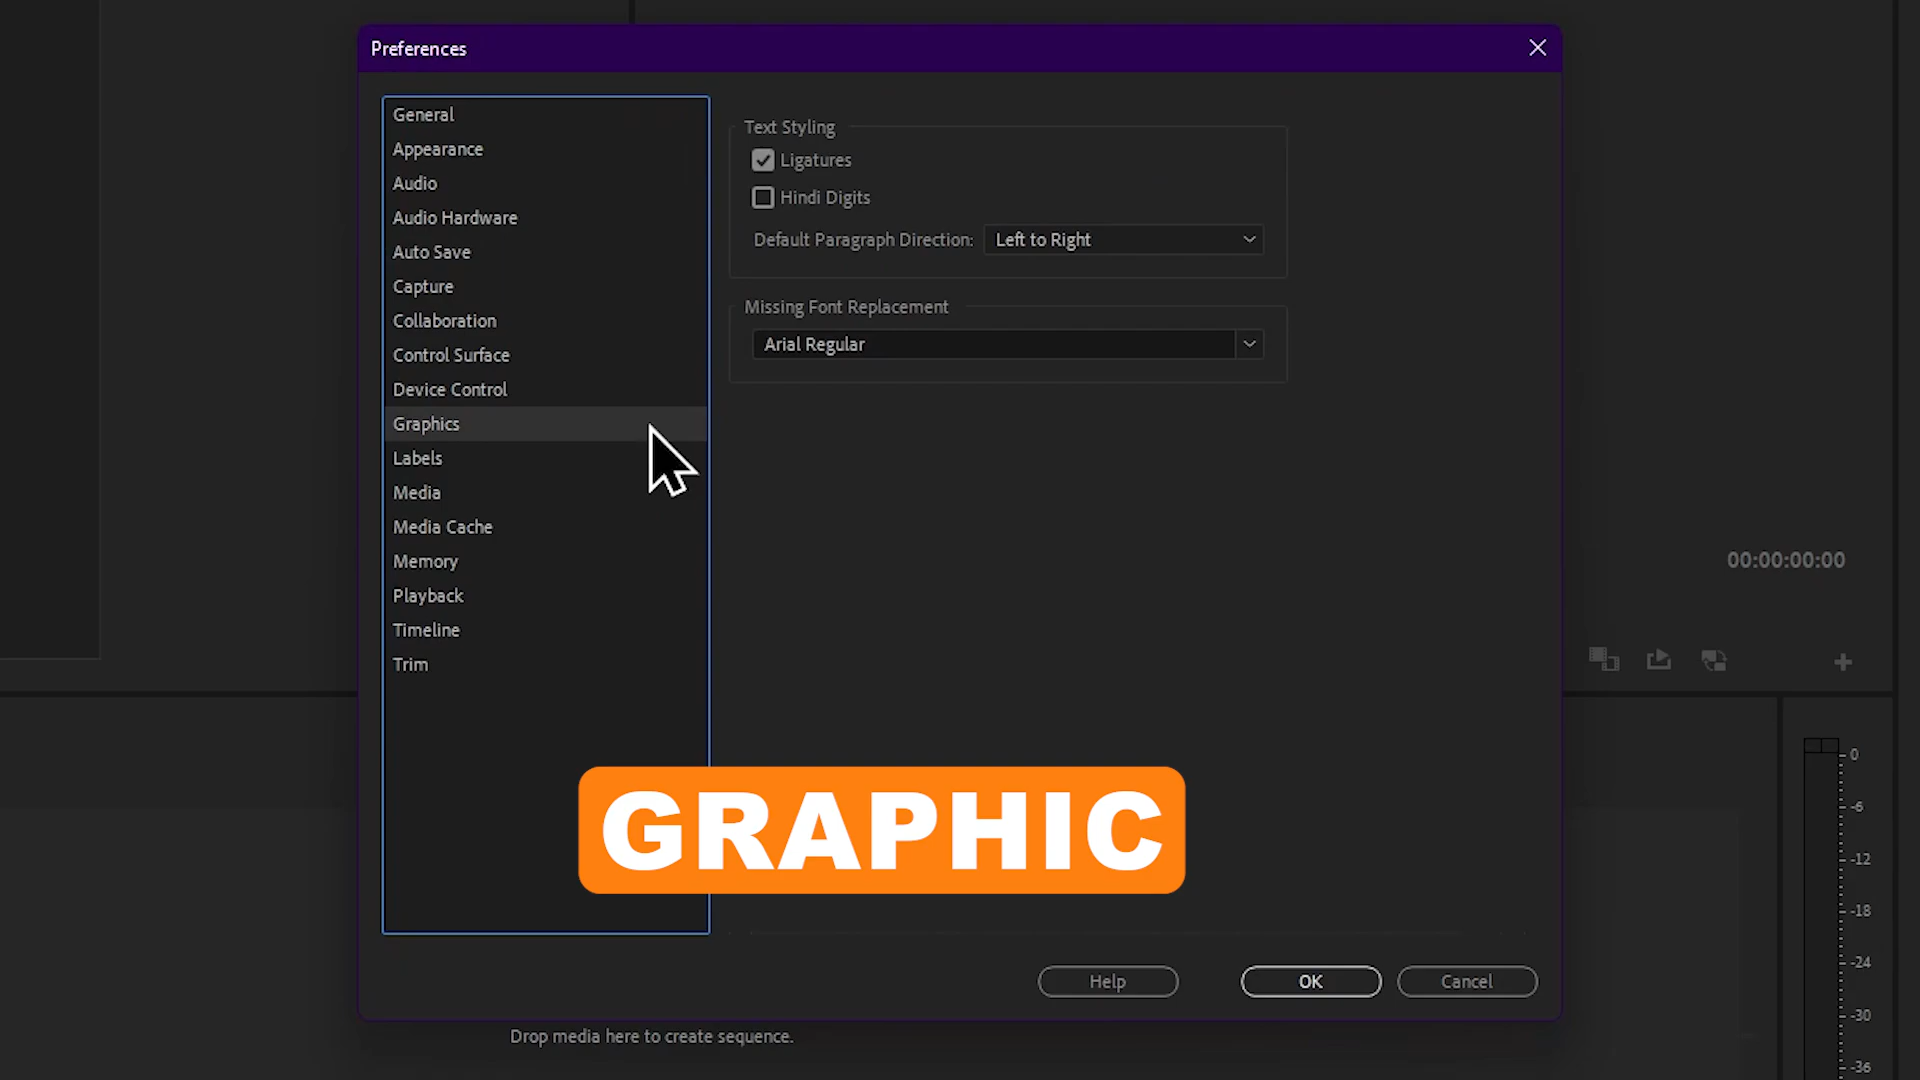 Preferences
General
Appearance
Audio
Audio Hardware
Auto Save
Capture
Collaboration
Control Surface
Device Control
Graphics
Labels
Media
Media Cache
Memory
Playback
Timeline
Trim
Text Styling
Ligatures
Hindi Digits
Default Paragraph Direction: Left to Right
Missing Font Replacement
Arial Regular
GRAPHIC
Help
OK
Cancel
Drop media here to create sequence.
00:00:00:00
0
-6
-12
-18
-24
-30
-36